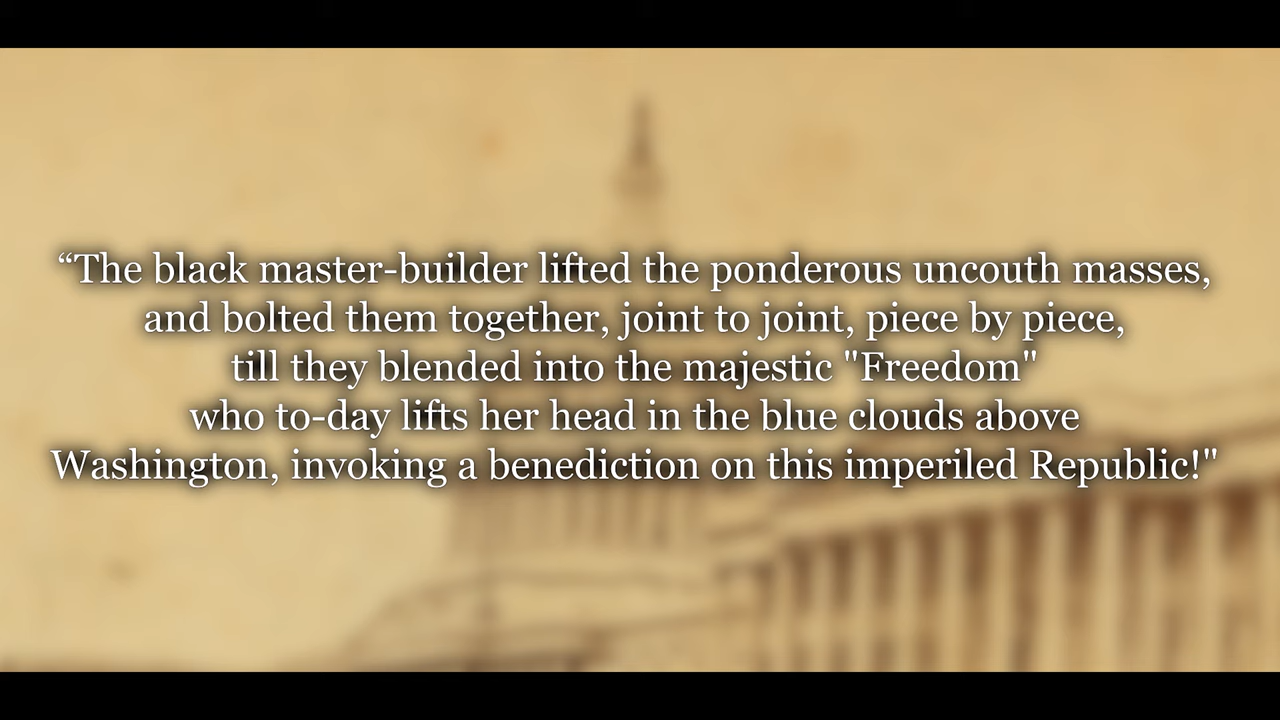 “The black master-builder lifted the ponderous uncouth masses,
and bolted them together, joint to joint, piece by piece,
till they blended into the majestic "Freedom"
who to-day lifts her head in the blue clouds above
Washington, invoking a benediction on this imperiled Republic!"